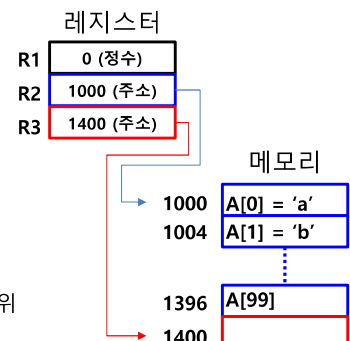 레지스터
R1 0 (정수)
R2 1000 (주소)
R3 1400 (주소)
메모리
1000 A[0] = ‘a’
1004 A[1] = ‘b’
위
1396 A[99]
1400